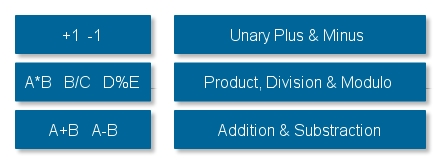 +1 -1 Unary Plus & Minus
A*B B/C D%E Product, Division & Modulo
A+B A-B Addition & Substraction